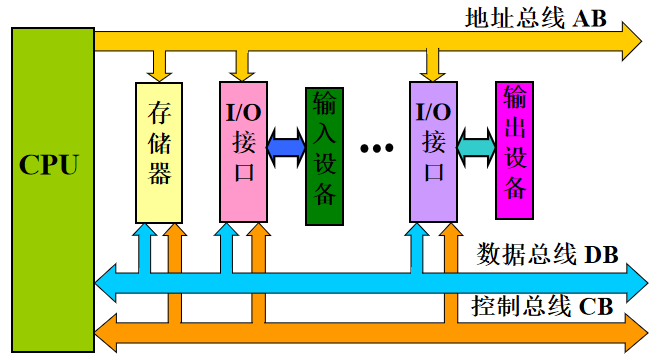 地址总线 AB
CPU
存储器
I/O
接口
输入设备
•••
I/O
接口
输出设备
数据总线 DB
控制总线 CB